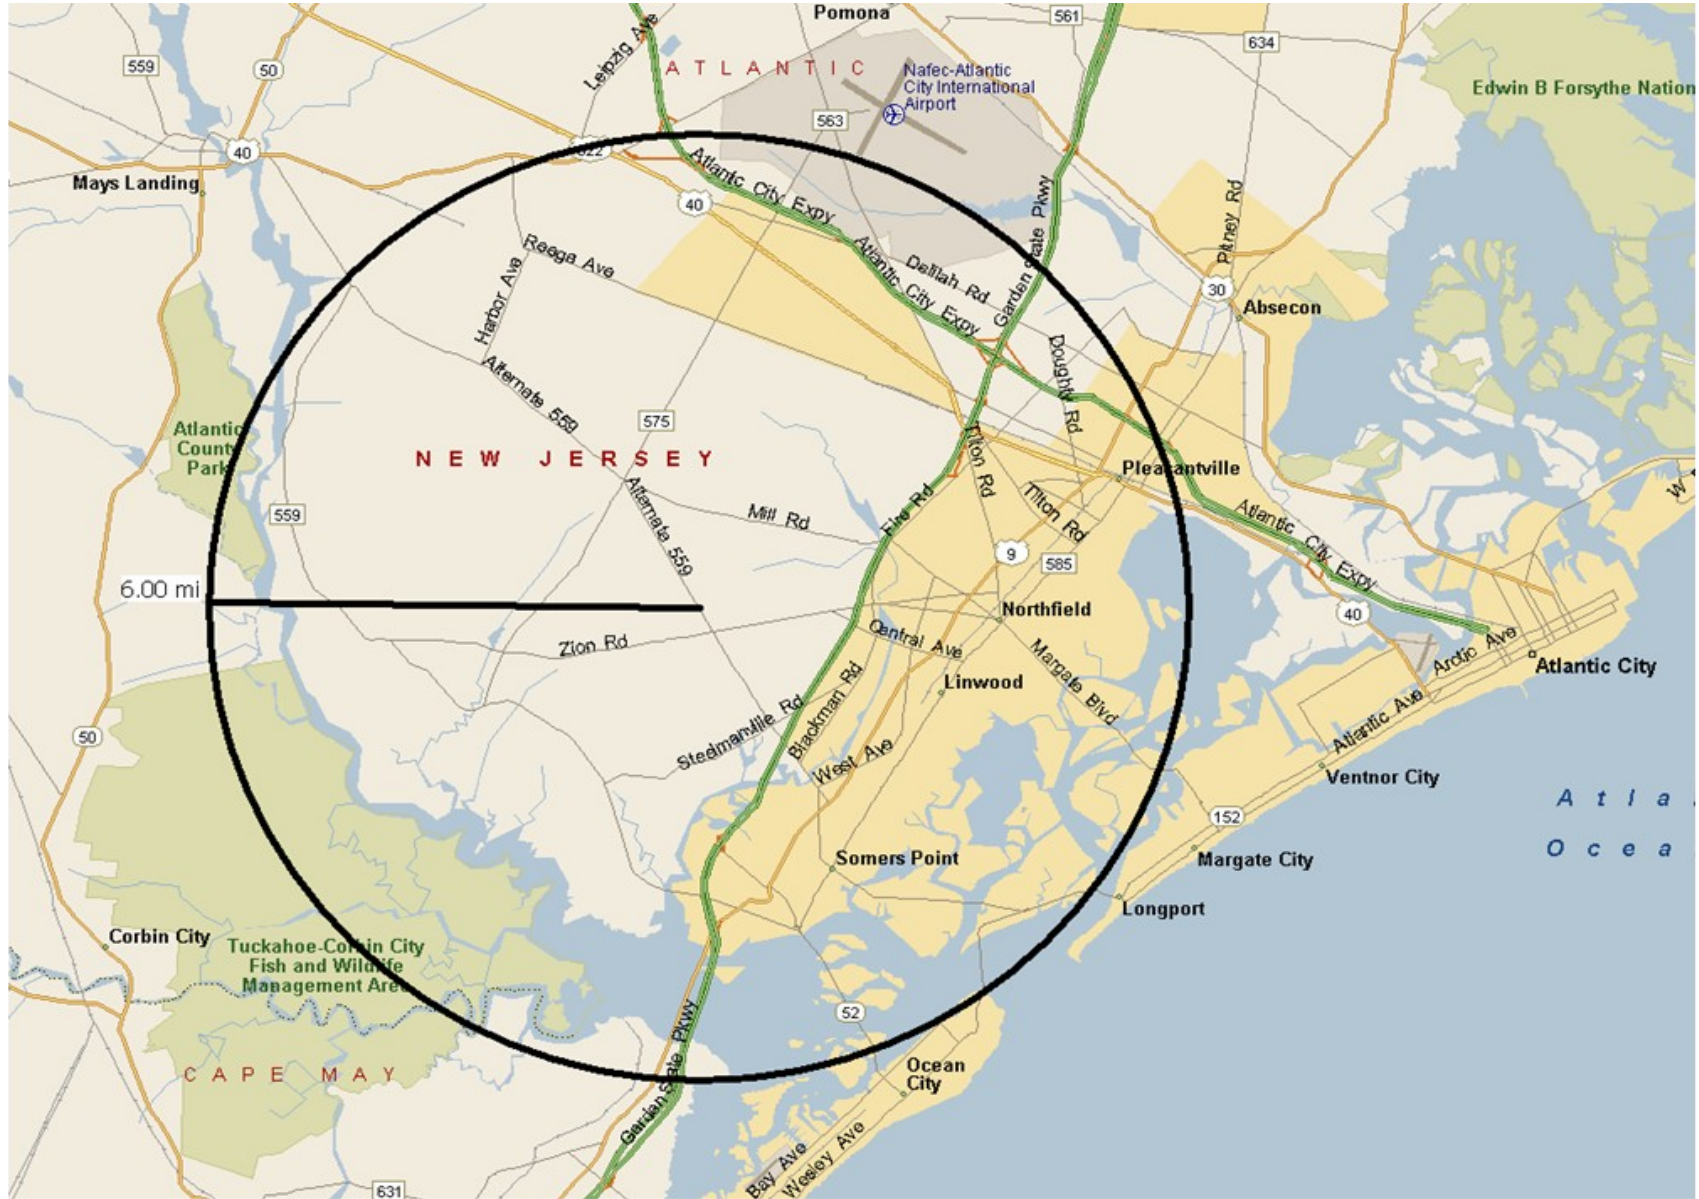 Pomona
561
634
559
50
Leipzig Ave
ATLANTIC
Nafec-Atlantic
City International
Airport
Edwin B Forsythe Nation
563
40
322
Mays Landing
Atlantic City Expy
40
Garden State Pkwy
Pitney Rd
Reega Ave
Harbor Ave
Atlantic City Expy
Delilah Rd
30
Absecon
Doughty Rd
Alternate 559
575
Atlantic
County
Park
NEW JERSEY
Tilton Rd
Pleasantville
W
Alternate 559
Mill Rd
Fire Rd
Tilton Rd
559
9
585
Atlantic City Expy
6.00 mi
Northfield
40
Zion Rd
Central Ave
Margate Blvd
Arctic Ave
Atlantic City
Linwood
Steelmanville Rd
Blackman Rd
West Ave
Atlantic Ave
50
Ventnor City
Atla
Ocea
152
Somers Point
Margate City
Longport
Corbin City
Tuckahoe-Corbin City
Fish and Wildlife
Management Area
52
Garden State Pkwy
CAPE MAY
Ocean
City
Bay Ave
Wesley Ave
631